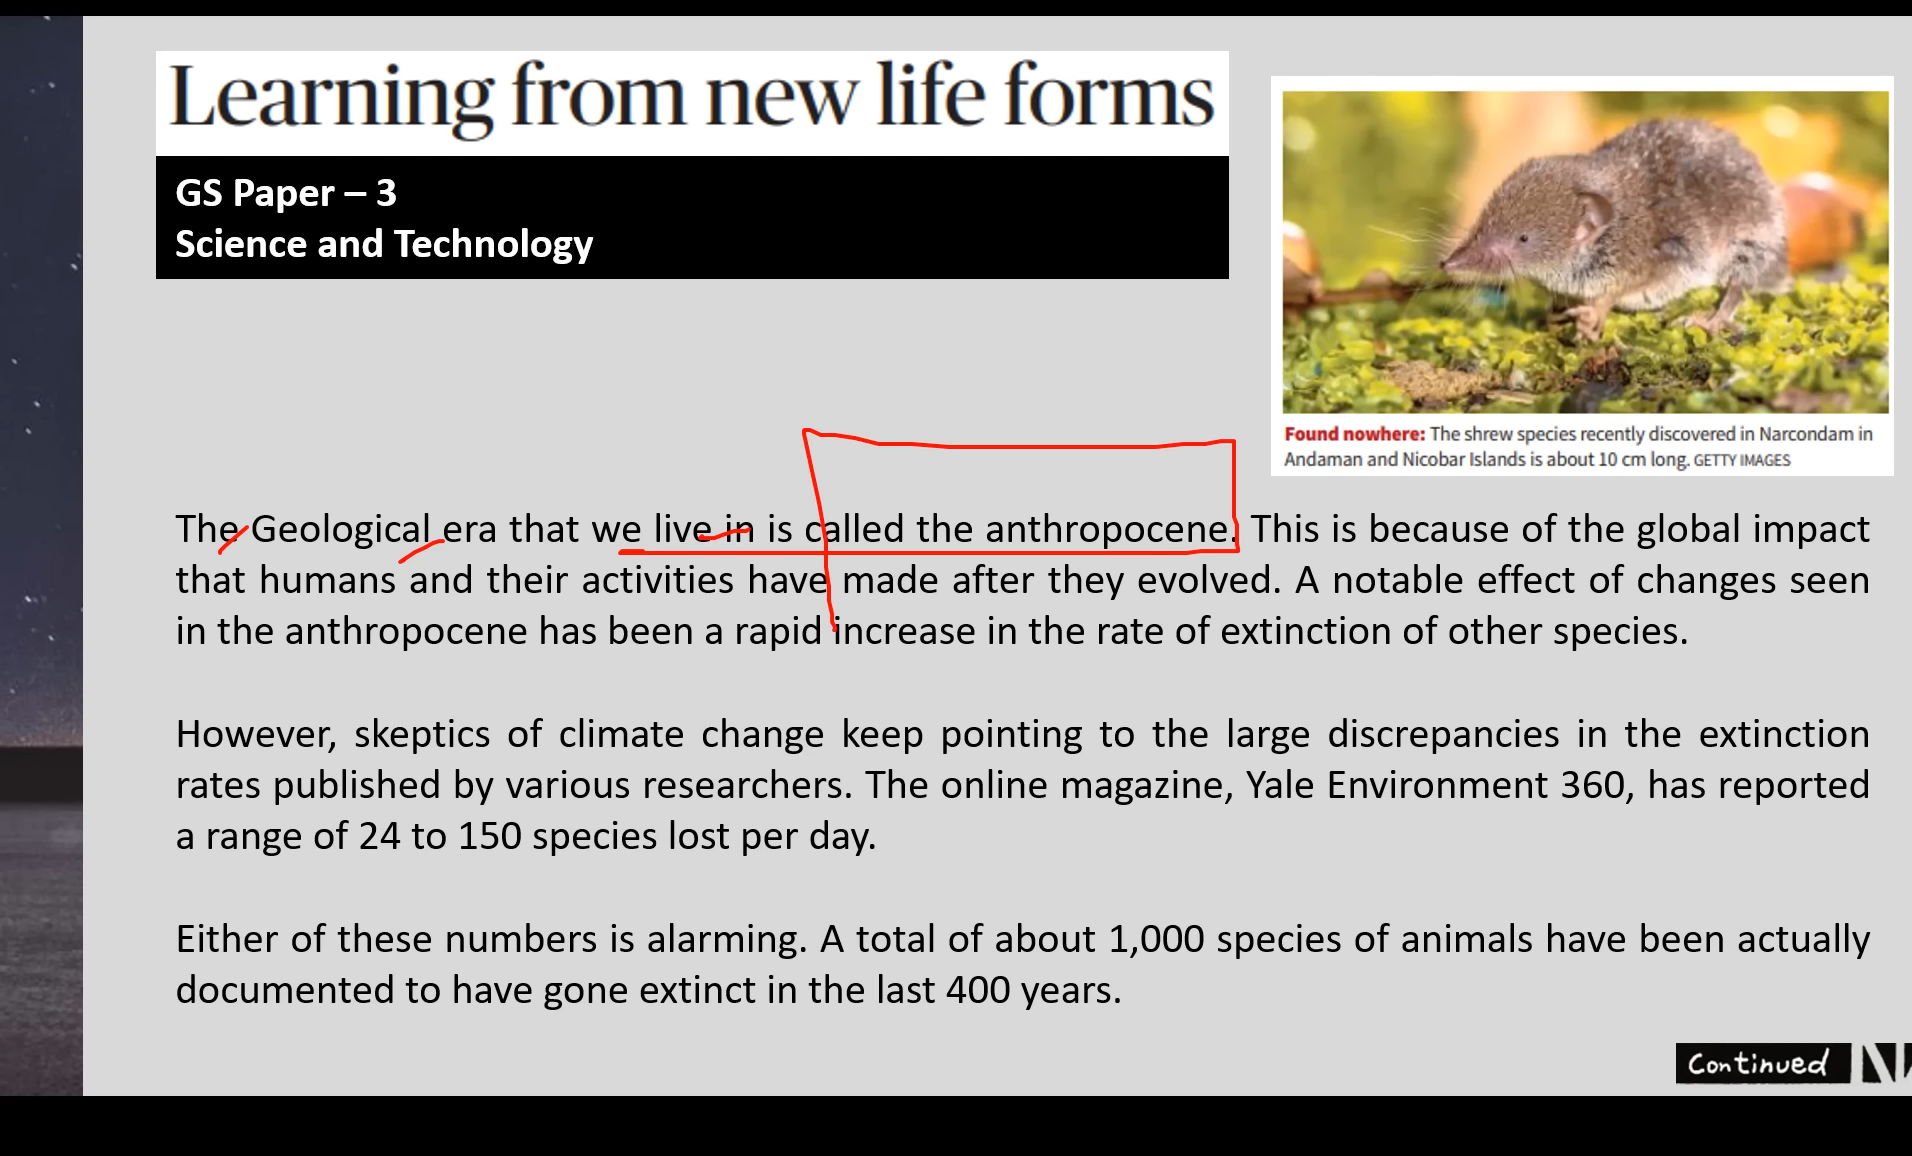 Learning from new life forms
GS Paper – 3
Science and Technology
Found nowhere: The shrew species recently discovered in Narcondam in
Andaman and Nicobar Islands is about 10 cm long. GETTY IMAGES
The Geological era that we live in is called the anthropocene. This is because of the global impact
that humans and their activities have made after they evolved. A notable effect of changes seen
in the anthropocene has been a rapid increase in the rate of extinction of other species.
However, skeptics of climate change keep pointing to the large discrepancies in the extinction
rates published by various researchers. The online magazine, Yale Environment 360, has reported
a range of 24 to 150 species lost per day.
Either of these numbers is alarming. A total of about 1,000 species of animals have been actually
documented to have gone extinct in the last 400 years.
Continued